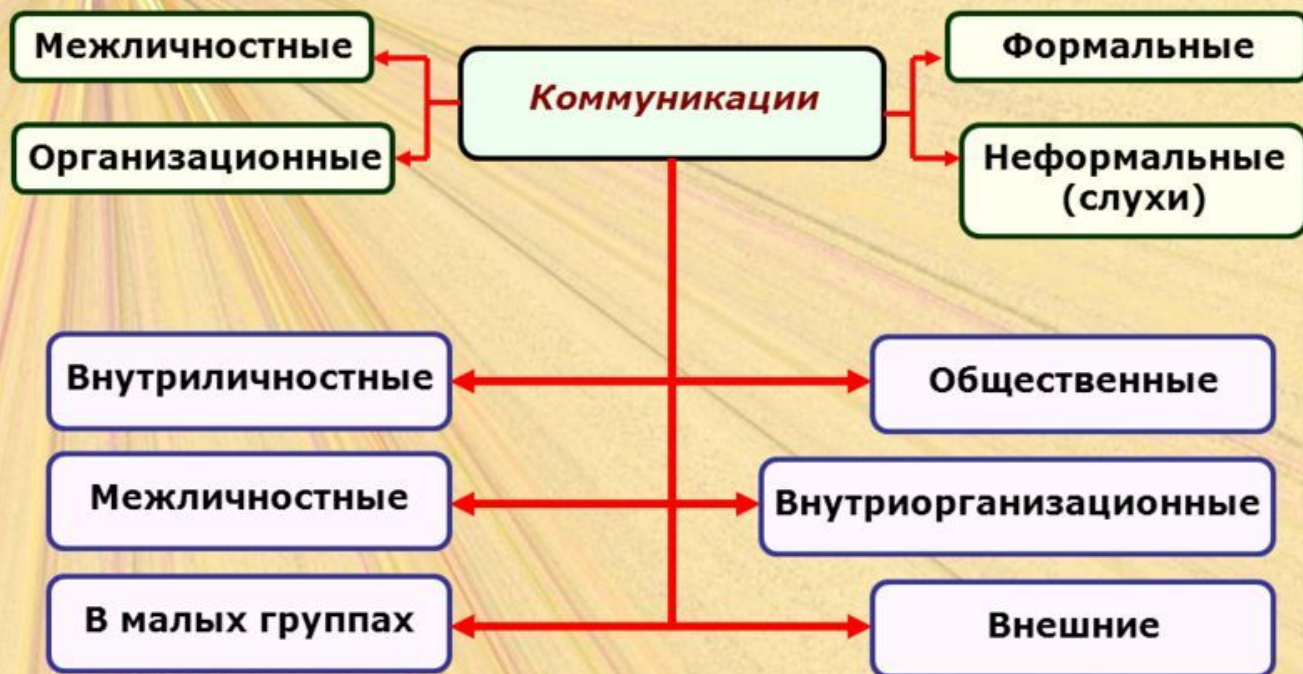 Межличностные
Коммуникации
Формальные
Организационные
Неформальные
(слухи)
Внутриличностные
Общественные
Межличностные
Внутриорганизационные
В малых группах
Внешние